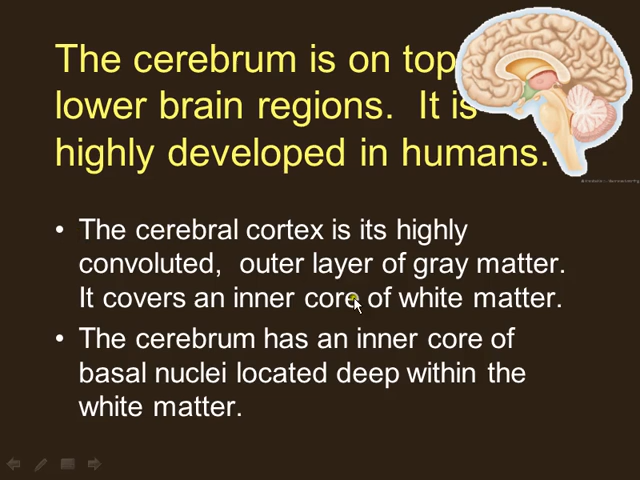 The cerebrum is on top
lower brain regions.  It is
highly developed in humans.
• The cerebral cortex is its highly
convoluted,  outer layer of gray matter.
It covers an inner core of white matter.
• The cerebrum has an inner core of
basal nuclei located deep within the
white matter.